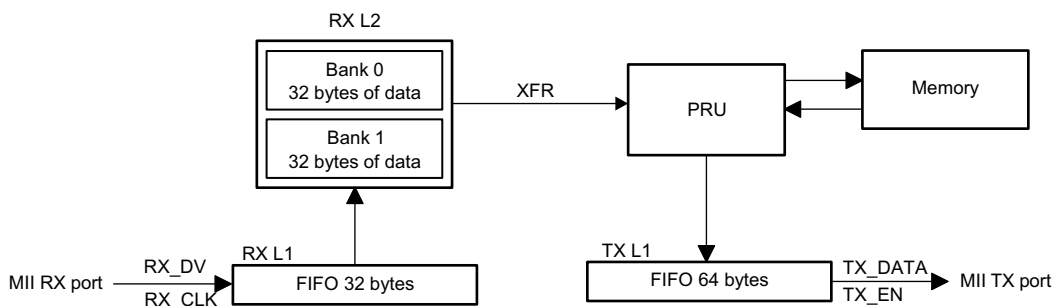 RX L2
Bank 0
32 bytes of data
Bank 1
32 bytes of data
XFR
PRU
Memory
RX L1
TX L1
MII RX port
RX_DV
RX_CLK
FIFO 32 bytes
FIFO 64 bytes
TX_DATA
TX_EN
MII TX port